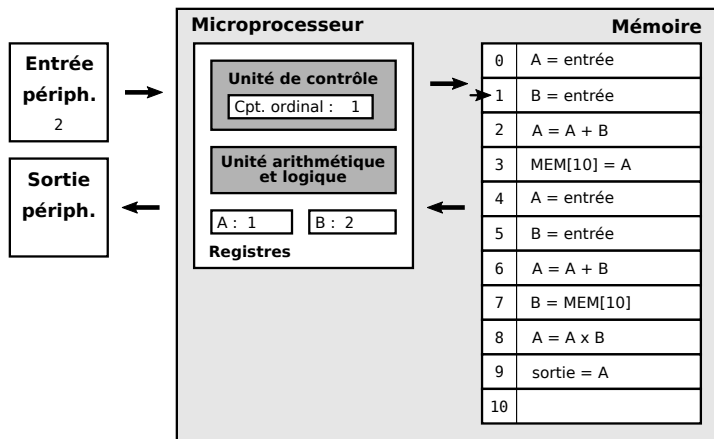 Microprocesseur
Mémoire
Entrée
périph.
2
Sortie
périph.
Unité de contrôle
Cpt. ordinal : 1
Unité arithmétique
et logique
A : 1
B : 2
Registres
0 A = entrée
1 B = entrée
2 A = A + B
3 MEM[10] = A
4 A = entrée
5 B = entrée
6 A = A + B
7 B = MEM[10]
8 A = A x B
9 sortie = A
10